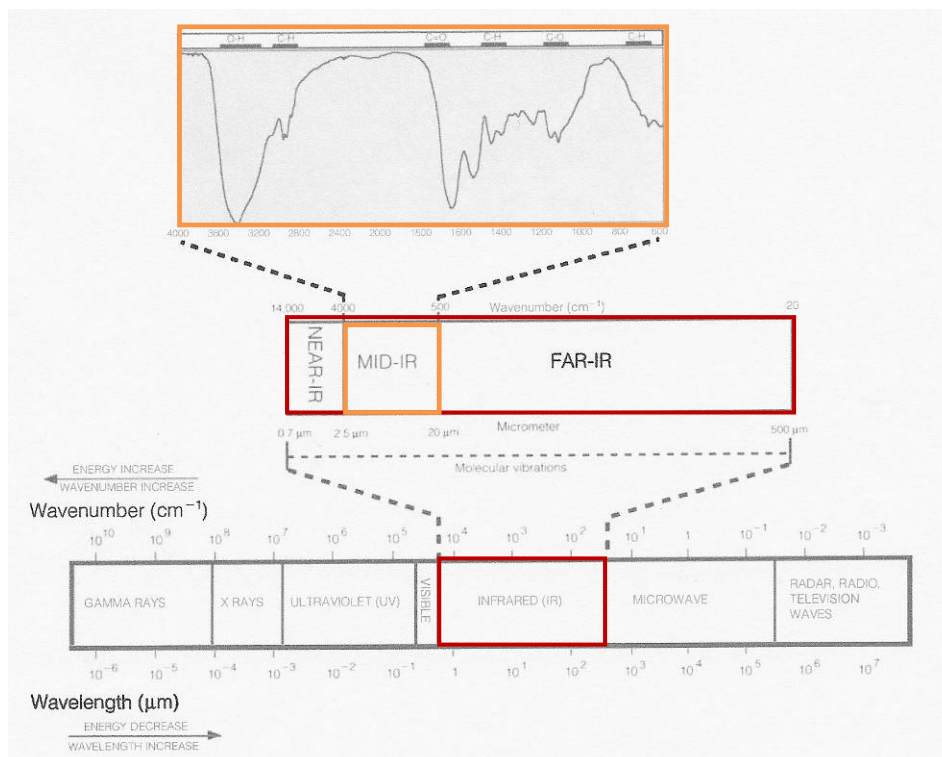 O-H C-H C=O C-H C-O C-H
4000 3600 3200 2800 2400 2000 1800 1600 1400 1200 1000 800 600
14,000 4000 500 Wavenumber (cm⁻¹) 20
NEAR-IR MID-IR FAR-IR
0.7 µm 2.5 µm 20 µm Micrometer 500 µm
Molecular vibrations
ENERGY INCREASE
WAVENUMBER INCREASE
Wavenumber (cm⁻¹)
10¹⁰ 10⁹ 10⁸ 10⁷ 10⁶ 10⁵ 10⁴ 10³ 10² 10¹ 1 10⁻¹ 10⁻² 10⁻³
GAMMA RAYS X RAYS ULTRAVIOLET (UV) VISIBLE INFRARED (IR) MICROWAVE RADAR, RADIO,
TELEVISION
WAVES
10⁻⁶ 10⁻⁵ 10⁻⁴ 10⁻³ 10⁻² 10⁻¹ 1 10¹ 10² 10³ 10⁴ 10⁵ 10⁶ 10⁷
Wavelength (µm)
ENERGY DECREASE
WAVELENGTH INCREASE